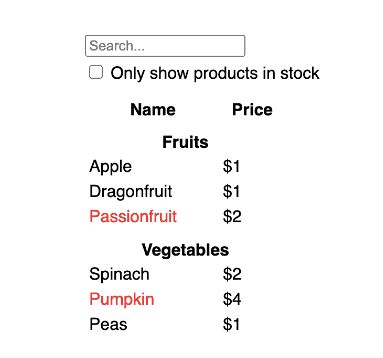 Search...
Only show products in stock
Name Price
Fruits
Apple $1
Dragonfruit $1
Passionfruit $2
Vegetables
Spinach $2
Pumpkin $4
Peas $1